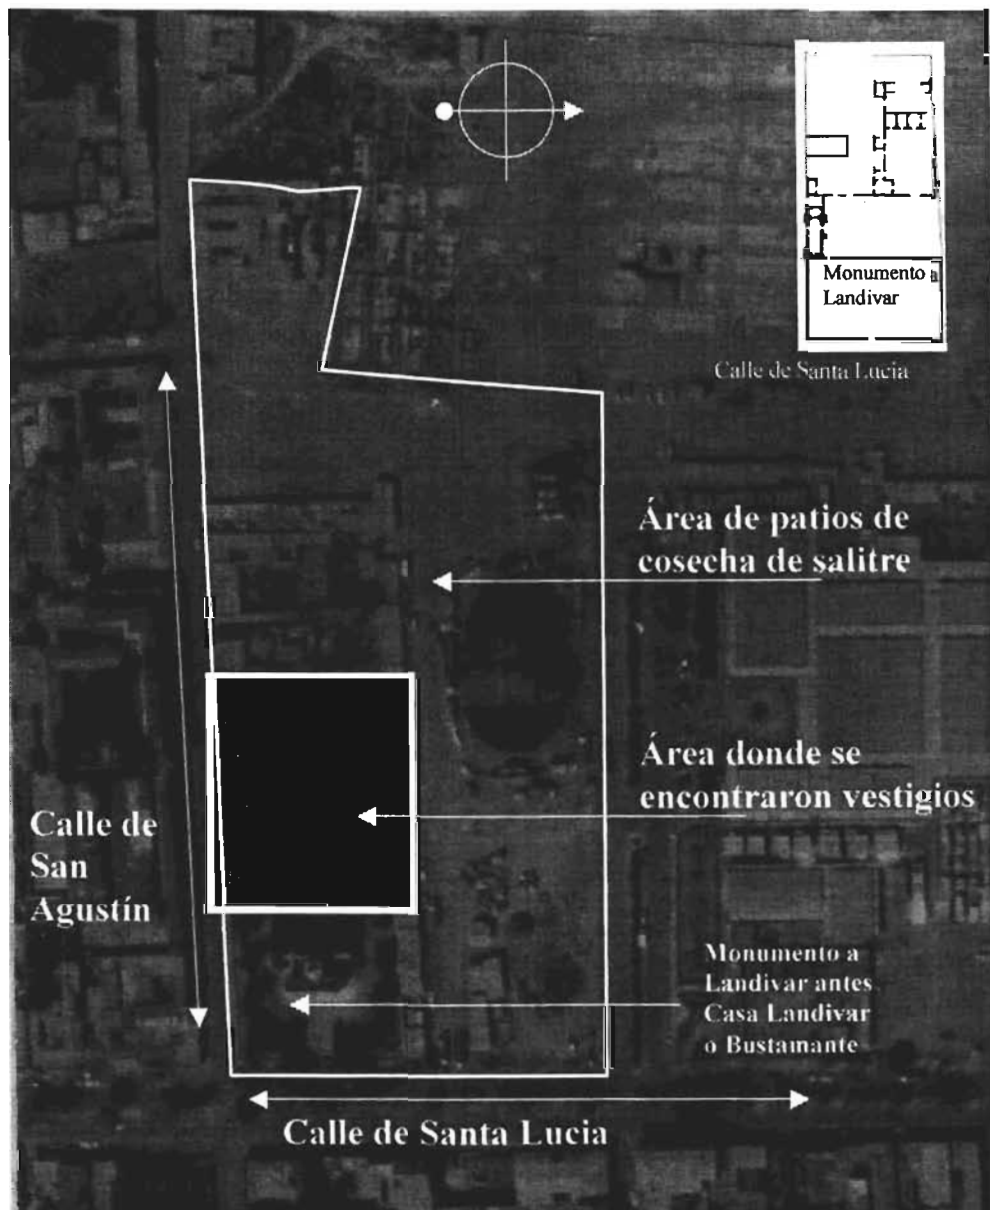 Monumento
Landivar
Calle de Santa Lucia
Área de patios de
cosecha de salitre
Área donde se
encontraron vestigios
Calle de
San
Agustín
Monumento a
Landivar antes
Casa Landivar
o Bustamante
Calle de Santa Lucia